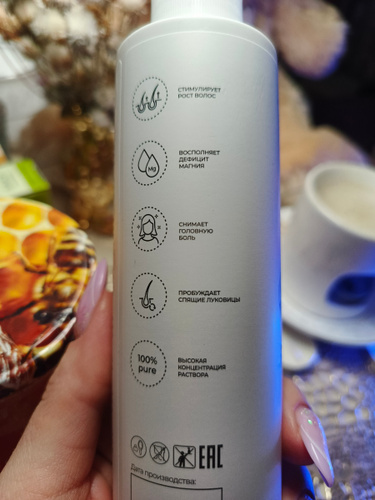 СТИМУЛИРУЕТ
РОСТ ВОЛОС
ВОСПОЛНЯЕТ
ДЕФИЦИТ
МАГНИЯ
Mg
СНИМАЕТ
ГОЛОВНУЮ
БОЛЬ
ПРОБУЖДАЕТ
СПЯЩИЕ ЛУКОВИЦЫ
100%
pure
ВЫСОКАЯ
КОНЦЕНТРАЦИЯ
РАСТВОРА
EAC
Дата производства: